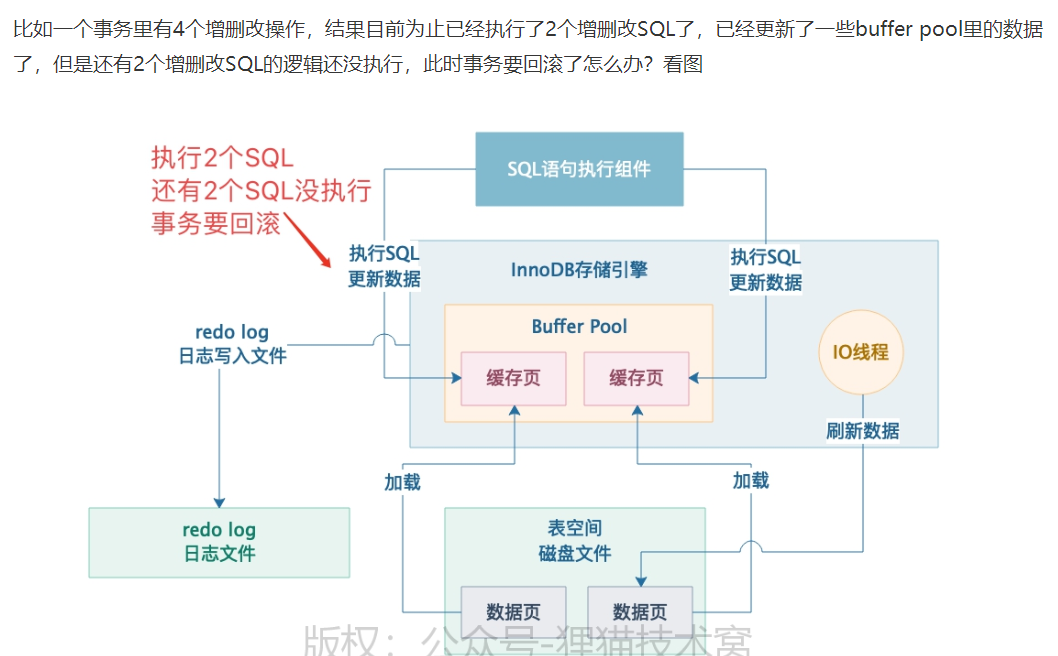 比如一个事务里有4个增删改操作，结果目前为止已经执行了2个增删改SQL了，已经更新了一些buffer pool里的数据
了，但是还有2个增删改SQL的逻辑还没执行，此时事务要回滚了怎么办？看图
执行2个SQL
还有2个SQL没执行
事务要回滚
SQL语句执行组件
执行SQL
更新数据
InnoDB存储引擎
执行SQL
更新数据
Buffer Pool
缓存页
缓存页
IO线程
redo log
日志写入文件
刷新数据
加载
加载
redo log
日志文件
表空间
磁盘文件
数据页
数据页
版权：公众号-狸猫技术窝